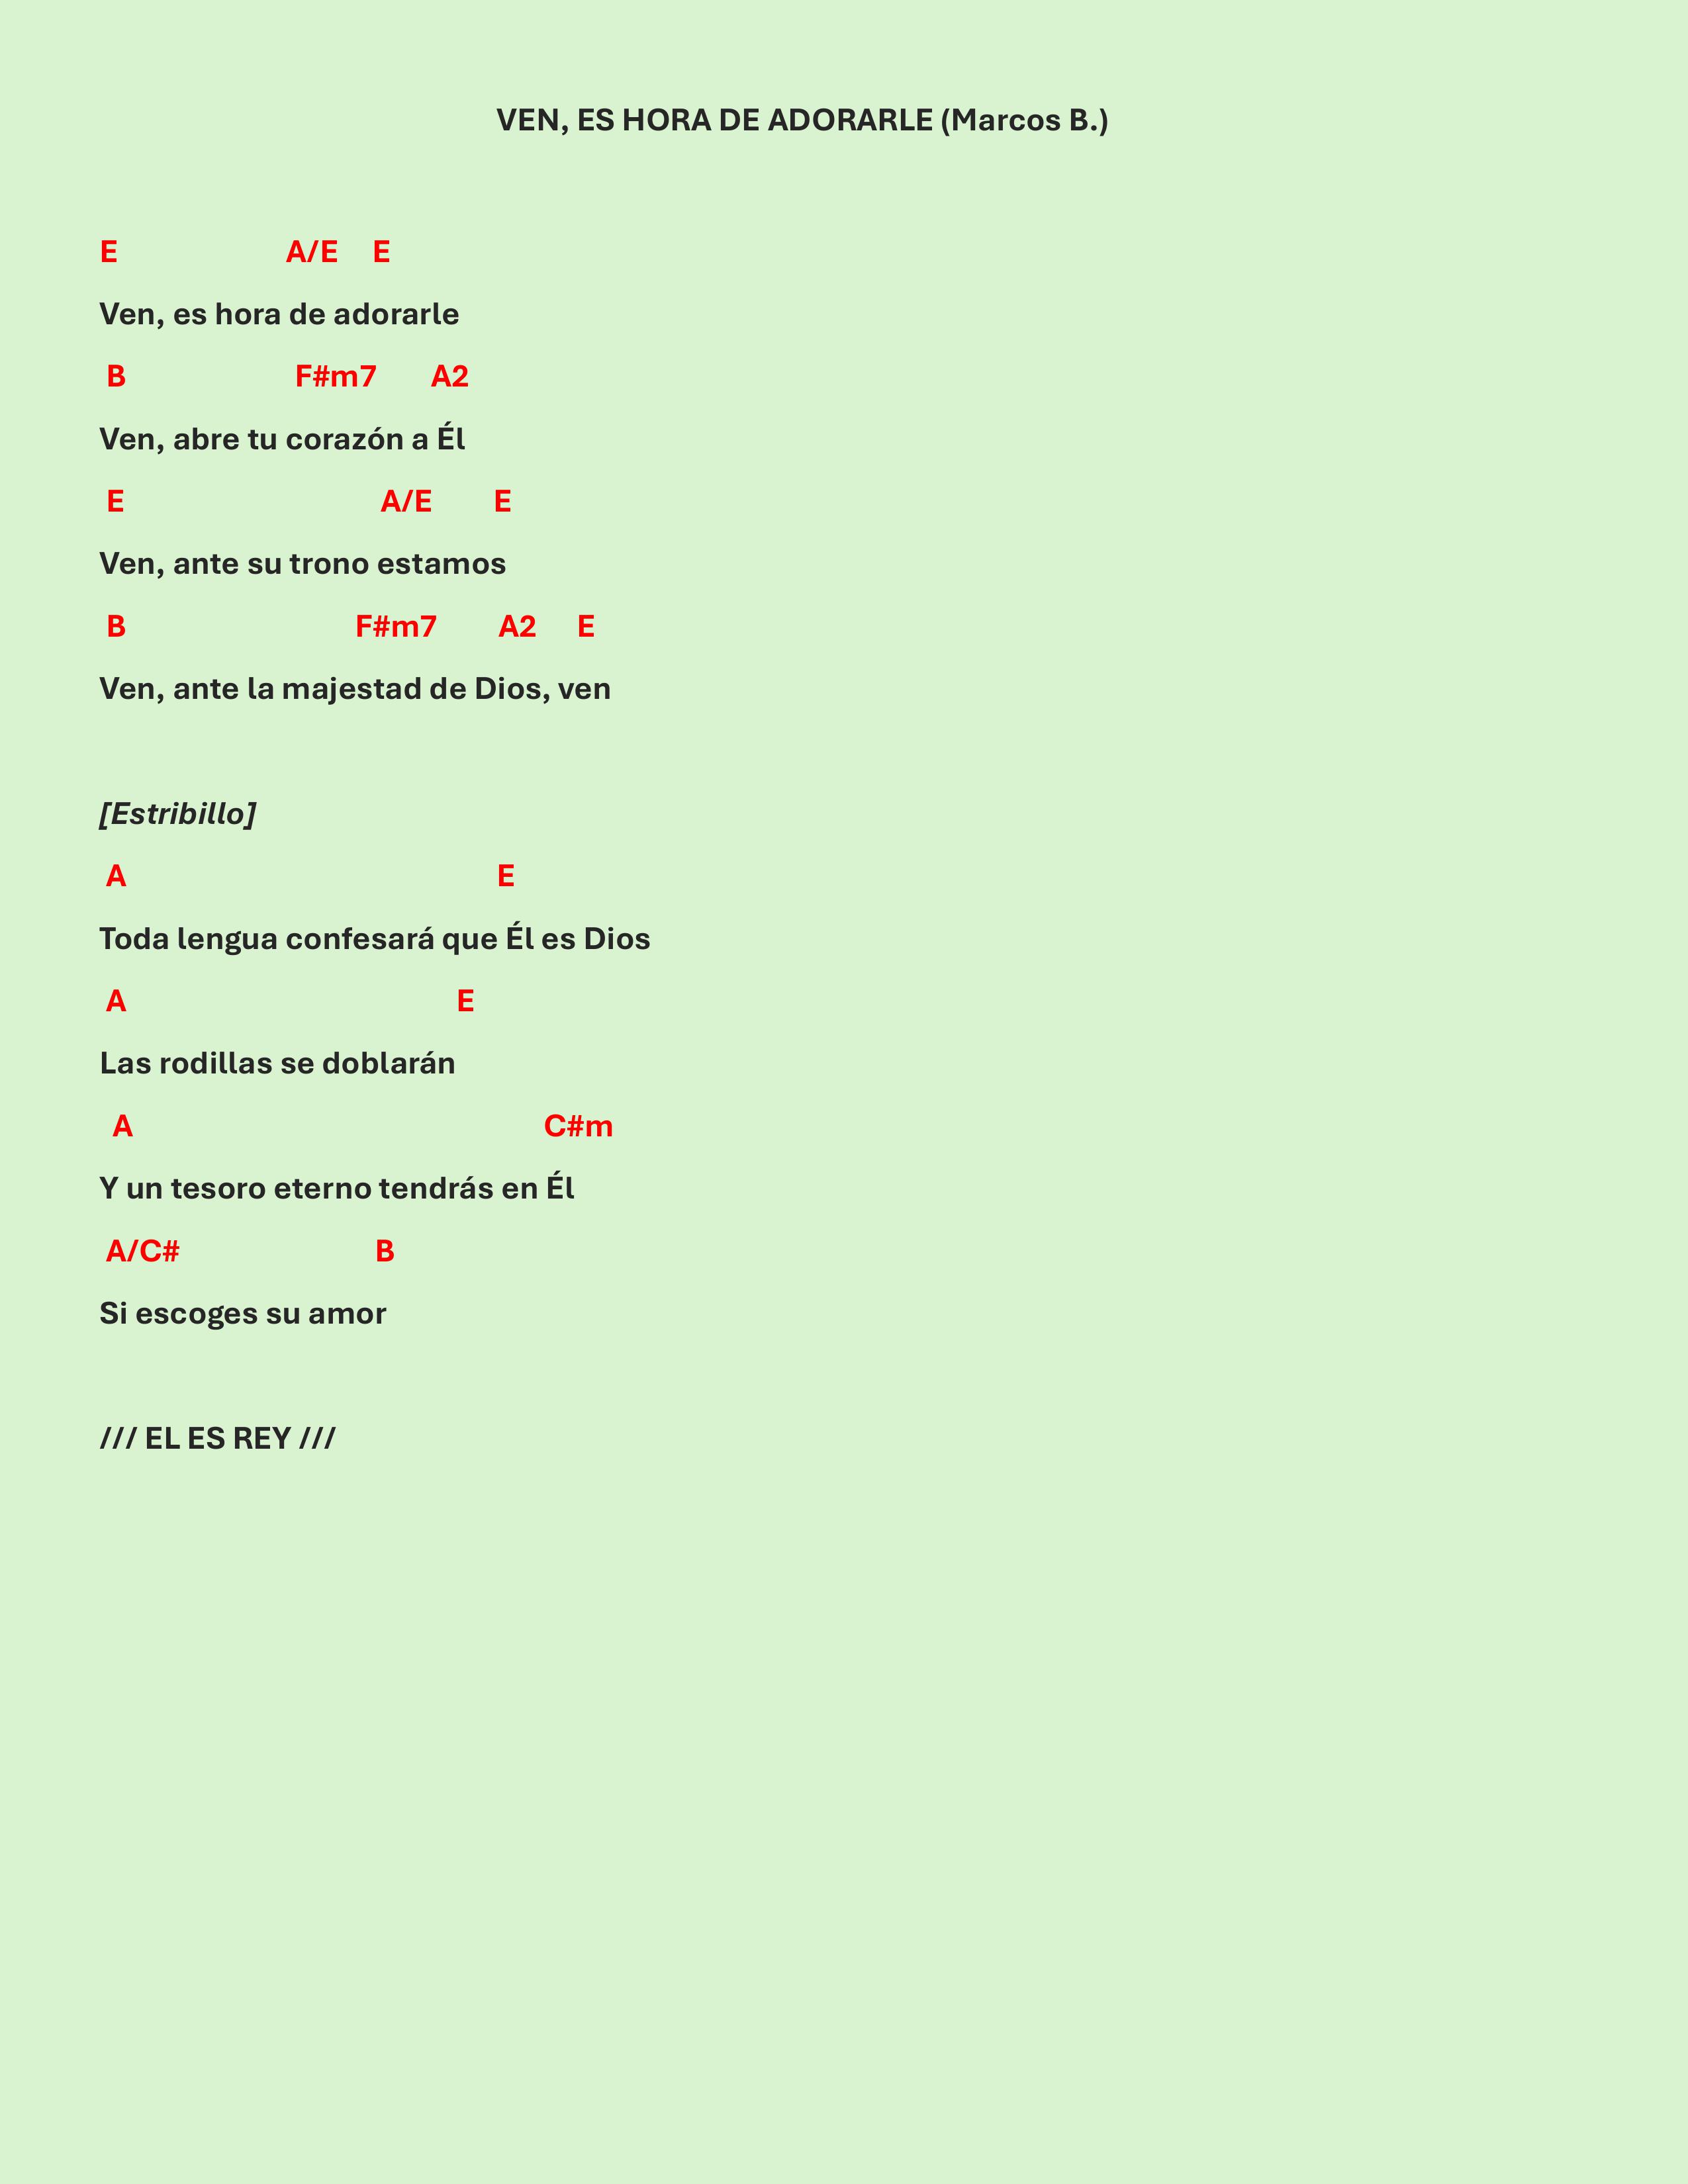 VEN, ES HORA DE ADORARLE (Marcos B.)
E A/E E
Ven, es hora de adorarle
B F#m7 A2
Ven, abre tu corazón a Él
E A/E E
Ven, ante su trono estamos
B F#m7 A2 E
Ven, ante la majestad de Dios, ven
[Estribillo]
A E
Toda lengua confesará que Él es Dios
A E
Las rodillas se doblarán
A C#m
Y un tesoro eterno tendrás en Él
A/C# B
Si escoges su amor
/// EL ES REY ///